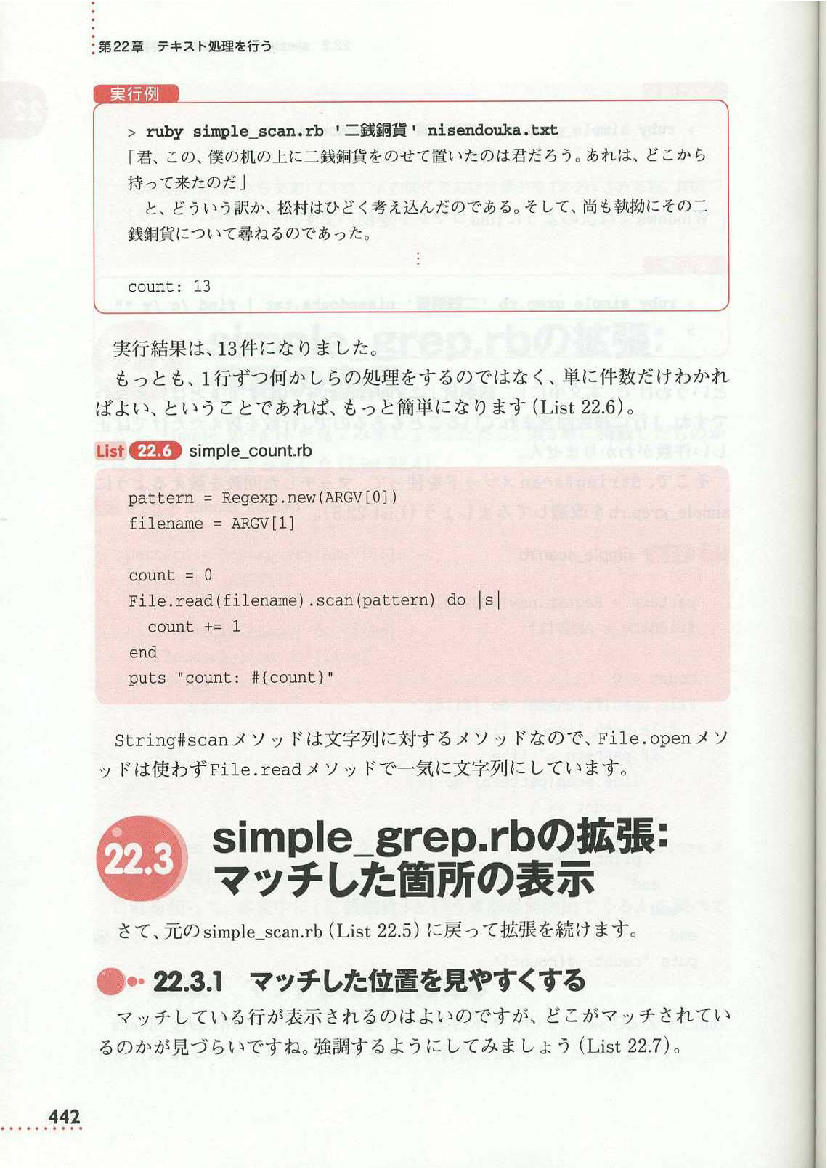 第22章 テキスト処理を行う
実行例
> ruby simple_scan.rb '二銭銅貨' nisendouka.txt
「君、この、僕の机の上に二銭銅貨をのせて置いたのは君だろう。あれは、どこから
持って来たのだ」
と、どういう訳か、松村はひどく考え込んだのである。そして、尚も執拗にその二
銭銅貨について尋ねるのであった。
⋮
count: 13
実行結果は、13件になりました。
もっとも、1行ずつ何かしらの処理をするのではなく、単に件数だけわかれ
ばよい、ということであれば、もっと簡単になります（List 22.6）。
List 22.6 simple_count.rb
pattern = Regexp.new(ARGV[0])
filename = ARGV[1]
count = 0
File.read(filename).scan(pattern) do |s|
  count += 1
end
puts "count: #{count}"
String#scanメソッドは文字列に対するメソッドなので、File.openメソ
ッドは使わずFile.readメソッドで一気に文字列にしています。
22.3 simple_grep.rbの拡張：
マッチした箇所の表示
さて、元のsimple_scan.rb（List 22.5）に戻って拡張を続けます。
22.3.1 マッチした位置を見やすくする
マッチしている行が表示されるのはよいのですが、どこがマッチされてい
るのかが見づらいですね。強調するようにしてみましょう（List 22.7）。
442